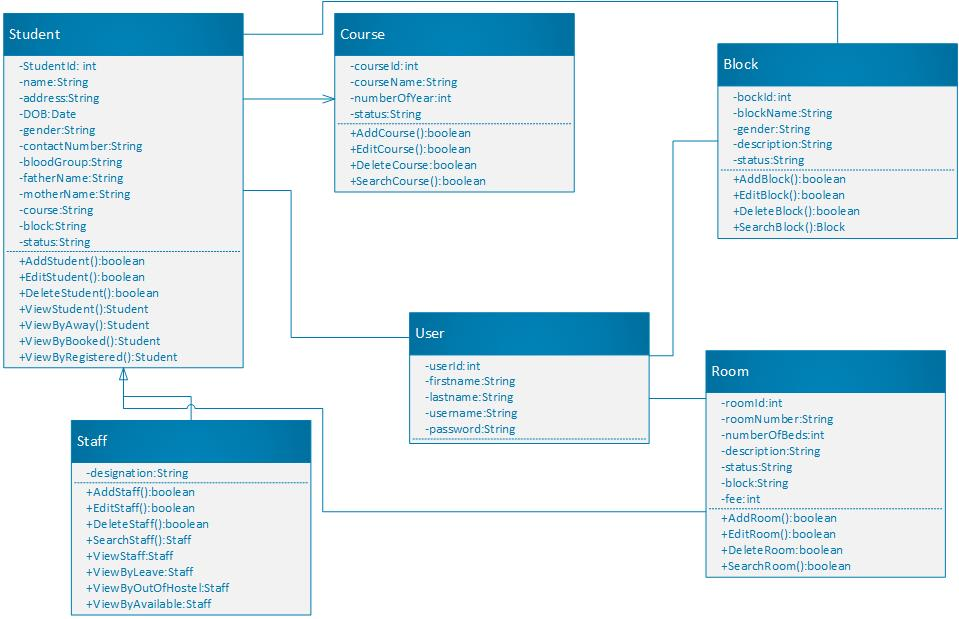 Student
-StudentId: int
-name:String
-address:String
-DOB:Date
-gender:String
-contactNumber:String
-bloodGroup:String
-fatherName:String
-motherName:String
-course:String
-block:String
-status:String
+AddStudent():boolean
+EditStudent():boolean
+DeleteStudent():boolean
+ViewStudent():Student
+ViewByAway():Student
+ViewByBooked():Student
+ViewByRegistered():Student
Course
-courseId:int
-courseName:String
-numberOfYear:int
-status:String
+AddCourse():boolean
+EditCourse():boolean
+DeleteCourse:boolean
+SearchCourse():boolean
Block
-bockId:int
-blockName:String
-gender:String
-description:String
-status:String
+AddBlock():boolean
+EditBlock():boolean
+DeleteBlock():boolean
+SearchBlock():Block
User
-userId:int
-firstname:String
-lastname:String
-username:String
-password:String
Room
-roomId:int
-roomNumber:String
-numberOfBeds:int
-description:String
-status:String
-block:String
-fee:int
+AddRoom():boolean
+EditRoom():boolean
+DeleteRoom:boolean
+SearchRoom():boolean
Staff
-designation:String
+AddStaff():boolean
+EditStaff():boolean
+DeleteStaff():boolean
+SearchStaff():Staff
+ViewStaff:Staff
+ViewByLeave:Staff
+ViewByOutOfHostel:Staff
+ViewByAvailable:Staff